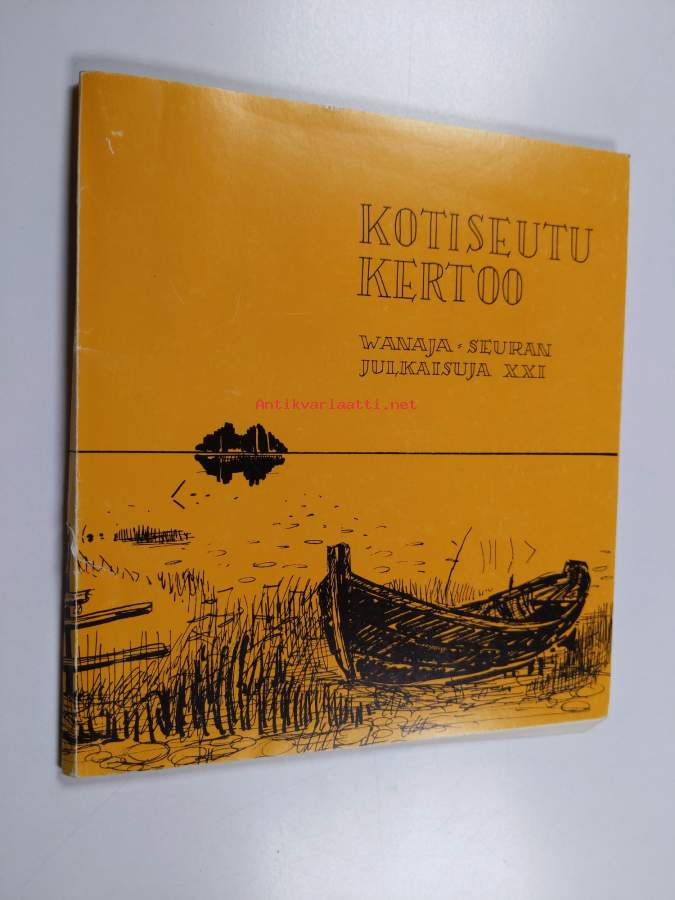 KOTISEUTU
KERTOO
WANAJA-SEURAN
JULKAISUJA XXI
Antikvariaatti.net